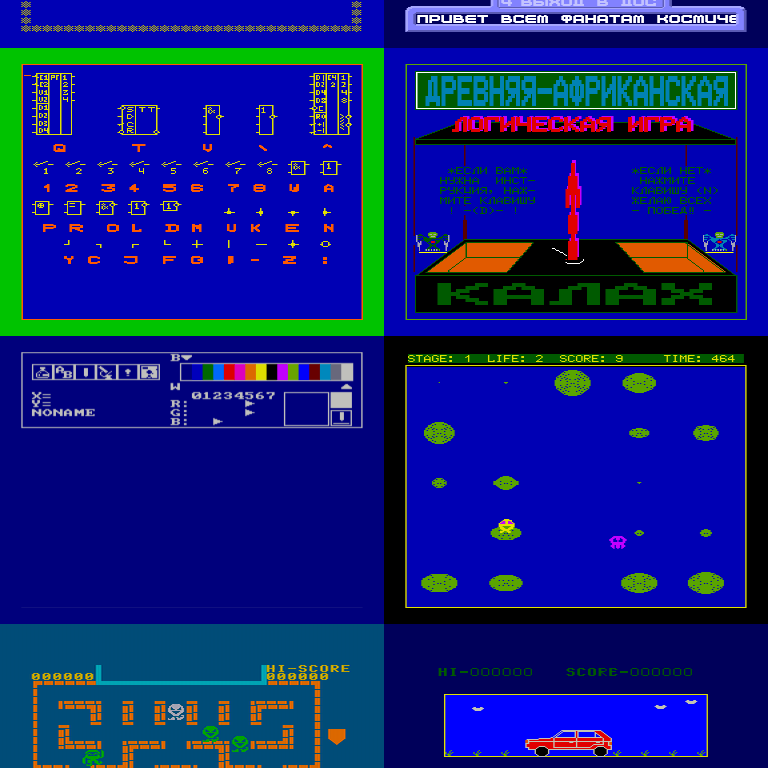 4 ВЫХОД В ДОС
ПРИВЕТ ВСЕМ ФАНАТАМ КОСМИЧЕ
Q T V \ ^
1 2 3 4 5 6 7 8
1 2 3 4 5 6 7 8 W A
P R O L D M U K E N
Y C J F G I - Z :
ДРЕВНЯЯ-АФРИКАНСКАЯ
ЛОГИЧЕСКАЯ ИГРА
*ЕСЛИ ВАМ*
НУЖНА ИНСТ-
РУКЦИЯ, НАЖ-
МИТЕ КЛАВИШУ
! -(D)- !
*ЕСЛИ НЕТ*
НАЖМИТЕ
КЛАВИШУ (N)
ЖЕЛАЮ ВСЕХ
- ПОБЕД!! -
КАЛАХ
B
W
X=
Y=
NONAME
01234567
R:
G:
B:
STAGE: 1 LIFE: 2 SCORE: 9 TIME: 464
HI-SCORE
000000 000000
HI-000000 SCORE-000000